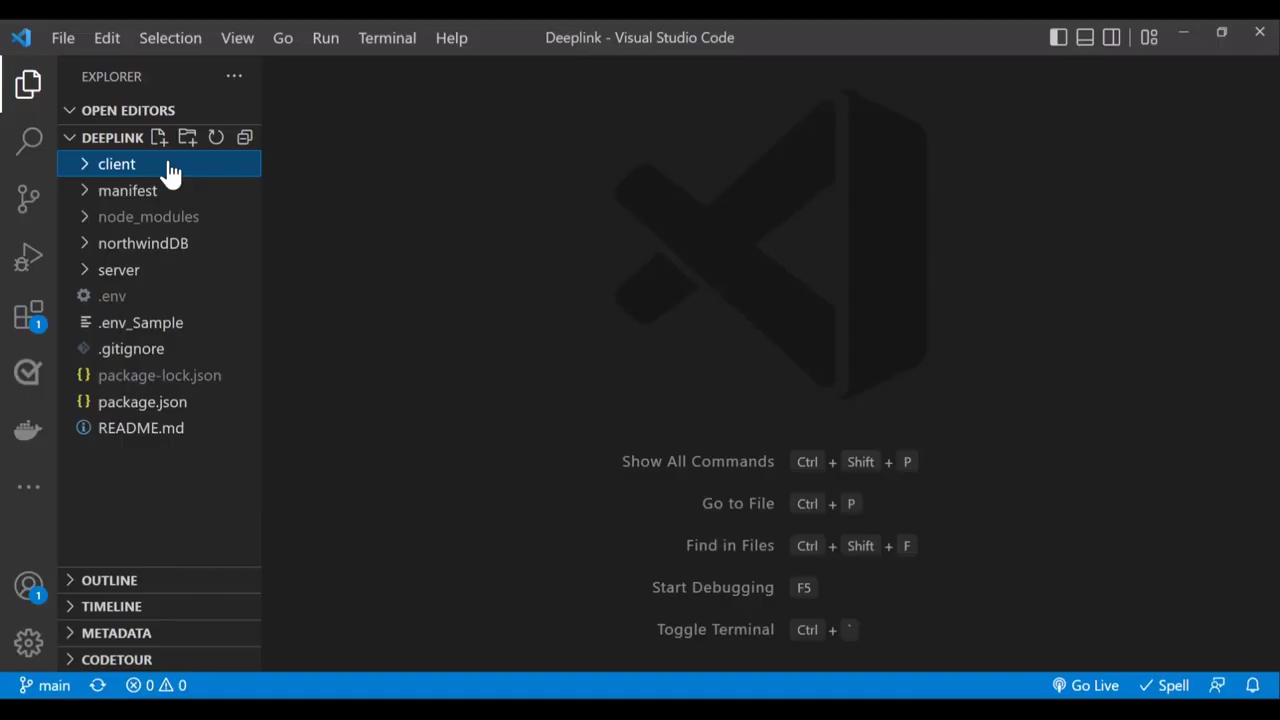 File Edit Selection View Go Run Terminal Help
Deeplink - Visual Studio Code
EXPLORER
OPEN EDITORS
DEEPLINK
client
manifest
node_modules
northwindDB
server
.env
.env_Sample
.gitignore
{} package-lock.json
{} package.json
README.md
OUTLINE
TIMELINE
METADATA
CODETOUR
1
1
Show All Commands Ctrl + Shift + P
Go to File Ctrl + P
Find in Files Ctrl + Shift + F
Start Debugging F5
Toggle Terminal Ctrl + `
main 0 0 Go Live Spell